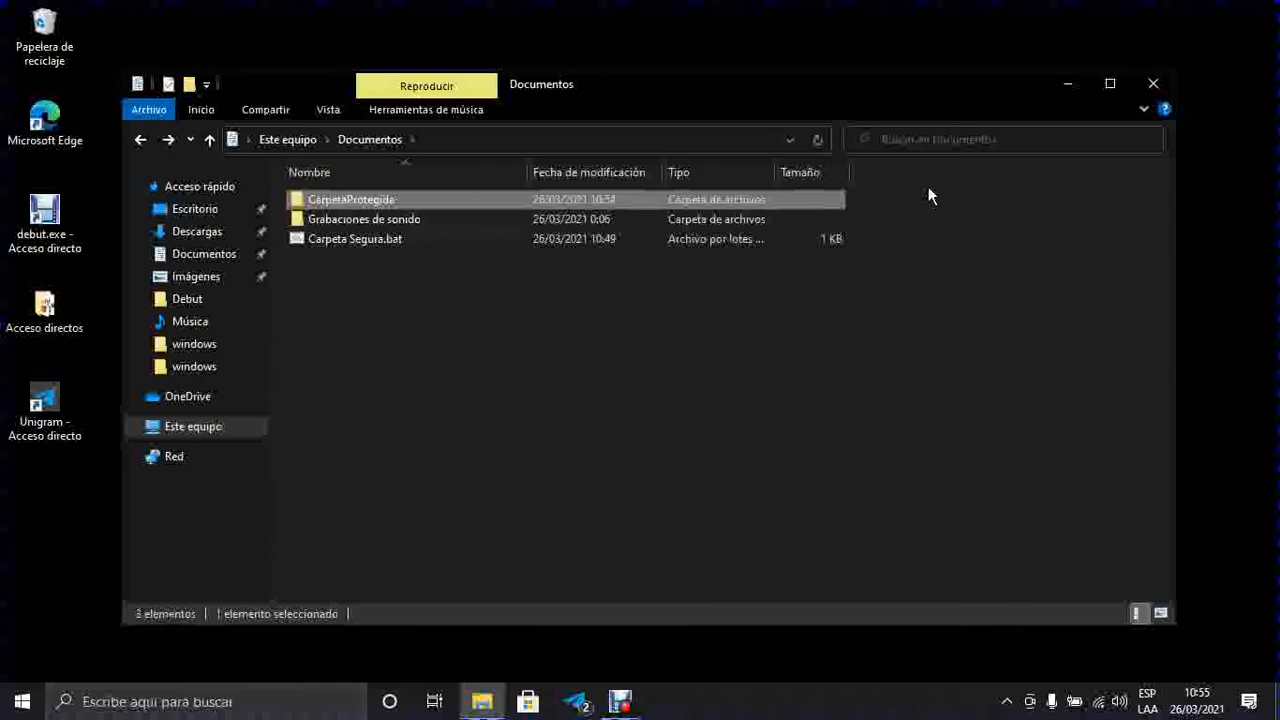 Papelera de
reciclaje
Microsoft Edge
debut.exe -
Acceso directo
Acceso directos
Unigram -
Acceso directo
Reproducir
Documentos
Archivo
Inicio
Compartir
Vista
Herramientas de música
Este equipo
Documentos
Buscar en Documentos
Nombre
Fecha de modificación
Tipo
Tamaño
CarpetaProtegida
26/03/2021 10:54
Carpeta de archivos
Grabaciones de sonido
26/03/2021 0:06
Carpeta de archivos
Carpeta Segura.bat
26/03/2021 10:49
Archivo por lotes ...
1 KB
Acceso rápido
Escritorio
Descargas
Documentos
Imágenes
Debut
Música
windows
windows
OneDrive
Este equipo
Red
3 elementos
1 elemento seleccionado
Escribe aquí para buscar
2
ESP
LAA
10:55
26/03/2021